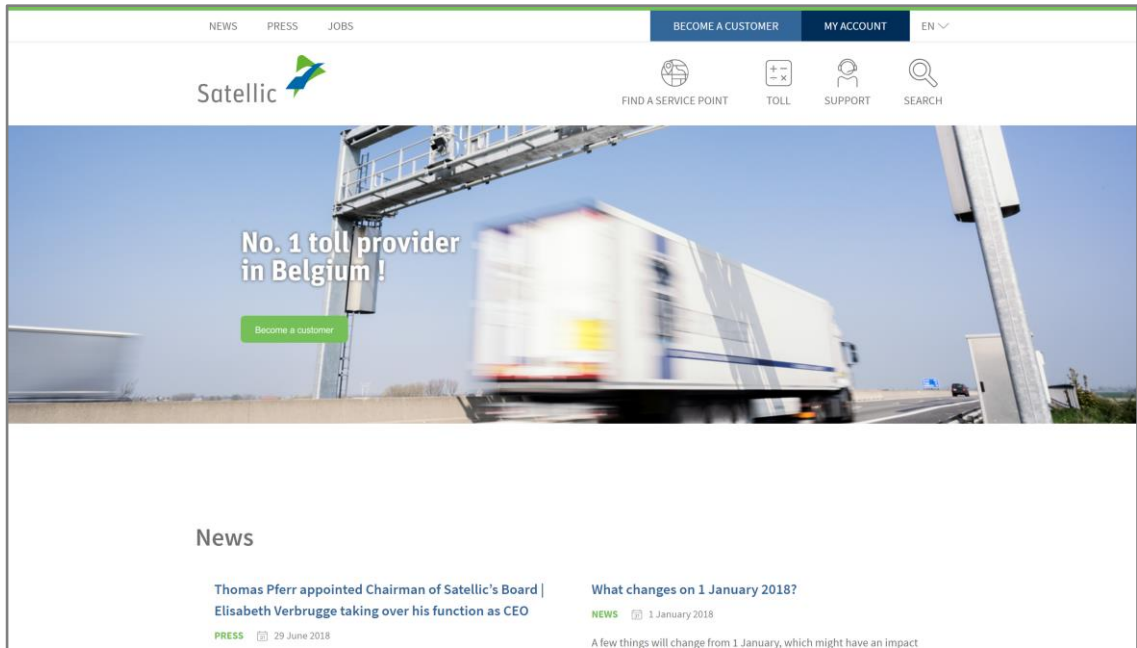 NEWS PRESS JOBS BECOME A CUSTOMER MY ACCOUNT EN
Satellic
FIND A SERVICE POINT TOLL SUPPORT SEARCH
No. 1 toll provider
in Belgium !
Become a customer
News
Thomas Pferr appointed Chairman of Satellic's Board |
Elisabeth Verbrugge taking over his function as CEO
PRESS 29 June 2018
What changes on 1 January 2018?
NEWS 1 January 2018
A few things will change from 1 January, which might have an impact